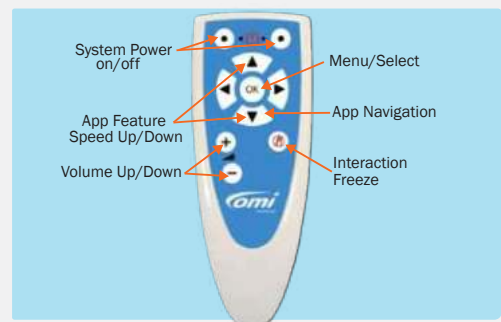 System Power
on/off
Menu/Select
OK
App Feature
Speed Up/Down
App Navigation
Volume Up/Down
+
-
Interaction
Freeze
omi